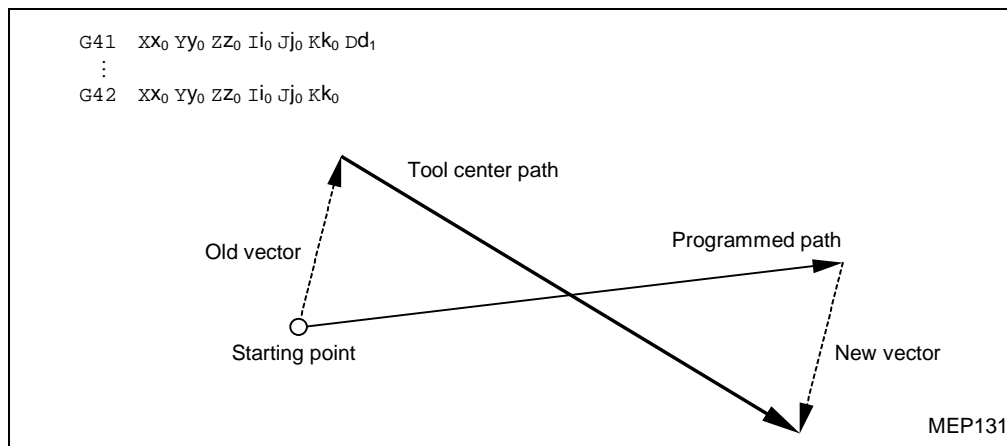 G41 Xx₀ Yy₀ Zz₀ Ii₀ Jj₀ Kk₀ Dd₁
⋮
G42 Xx₀ Yy₀ Zz₀ Ii₀ Jj₀ Kk₀
Tool center path
Programmed path
Old vector
Starting point
New vector
MEP131